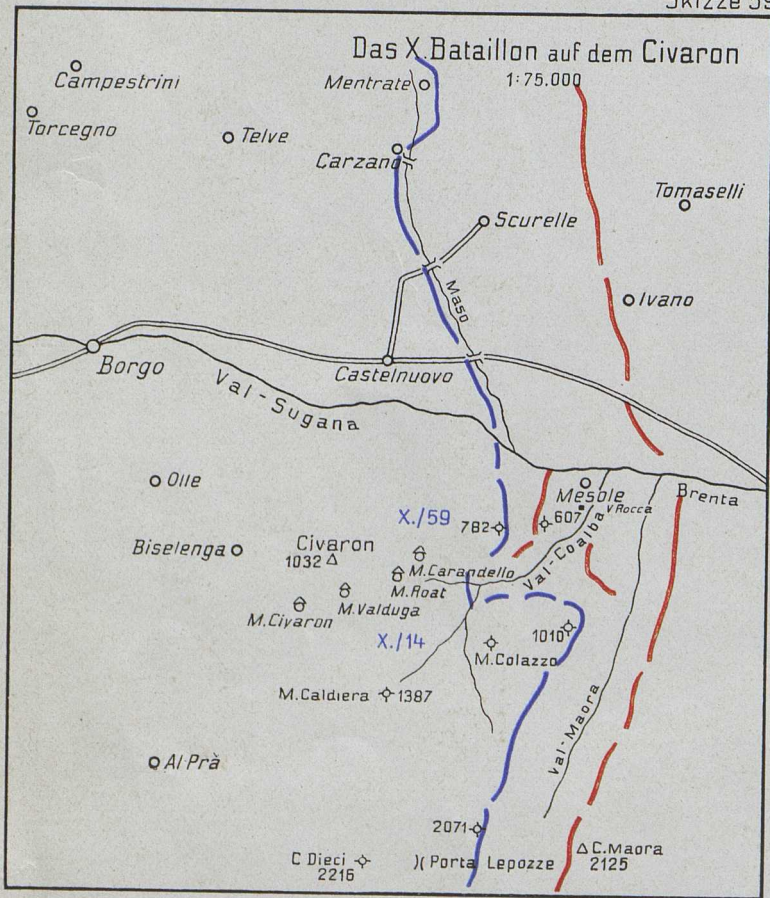 Skizze
Das X.Bataillon auf dem Civaron
1:75.000
Campestrini
Mentrate
Torcegno
Telve
Carzano
Tomaselli
Scurelle
Maso
Ivano
Borgo
Castelnuovo
Val-Sugana
Olle
Mesole
Brenta
X./59
782
607
V Rocca
Biselenga
Civaron
1032
Val-Coalba
M.Carandello
M.Roat
M.Valduga
M.Civaron
X./14
1010
M.Colazzo
M.Caldiera
1387
Val-Maora
Al Prà
2071
C Dieci
2216
Porta Lepozze
C.Maora
2125